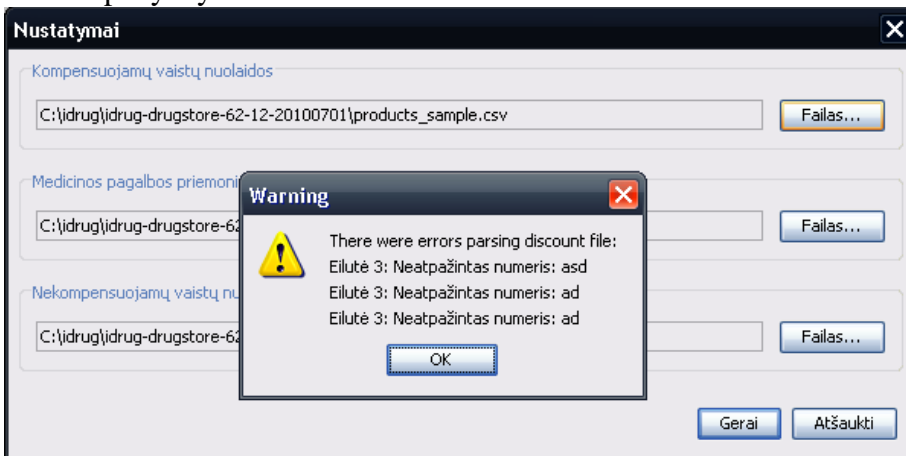 Nustatymai
Kompensuojamų vaistų nuolaidos
C:\idrug\idrug-drugstore-62-12-20100701\products_sample.csv
Failas...
Medicinos pagalbos
C:\idrug\idrug-drugstore-62
Failas...
Warning
There were errors parsing discount file:
Eilutė 3: Neatpažintas numeris: asd
Eilutė 3: Neatpažintas numeris: ad
Eilutė 3: Neatpažintas numeris: ad
OK
Nekompensuojamų vaistų
C:\idrug\idrug-drugstore-62
Failas...
Gerai
Atšaukti